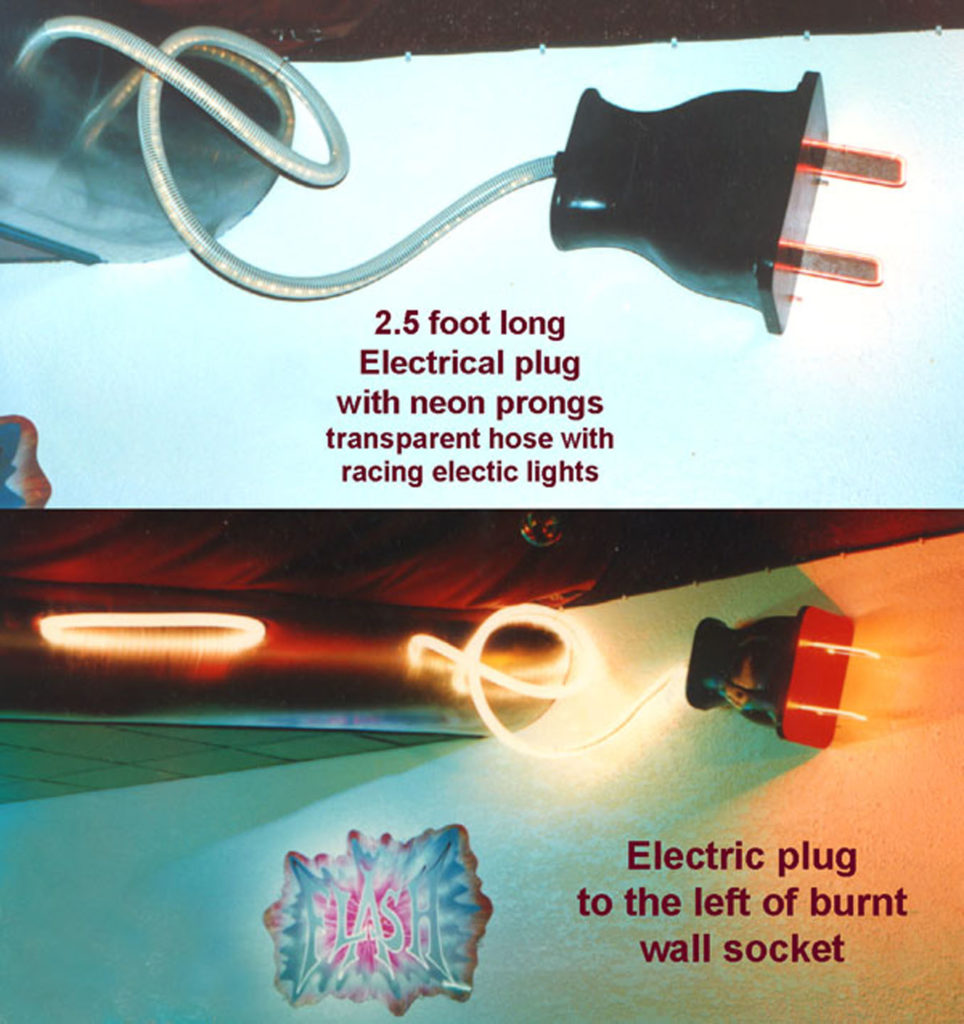 2.5 foot long
Electrical plug
with neon prongs
transparent hose with
racing electic lights
FLASH
Electric plug
to the left of burnt
wall socket